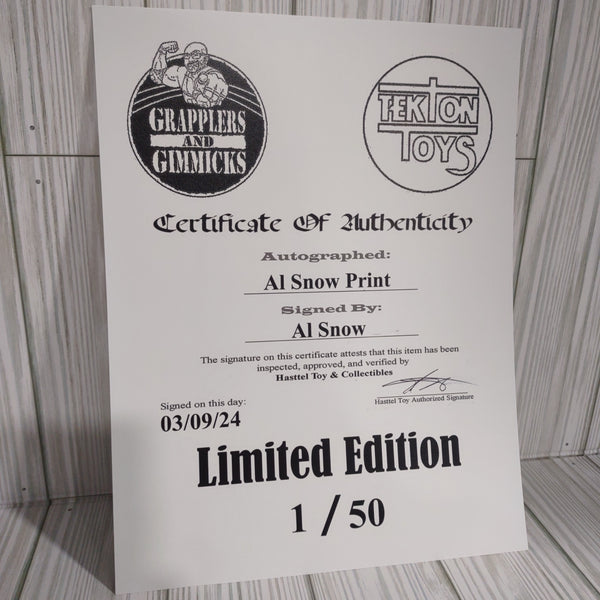 GRAPPLERS
AND
GIMMICKS
TEKTON
TOYS
Certificate Of Authenticity
Autographed:
Al Snow Print
Signed By:
Al Snow
The signature on this certificate attests that this item has been
inspected, approved, and verified by
Hasttel Toy & Collectibles
Signed on this day:
03/09/24
Hasttel Toy Authorized Signature
Limited Edition
1 / 50